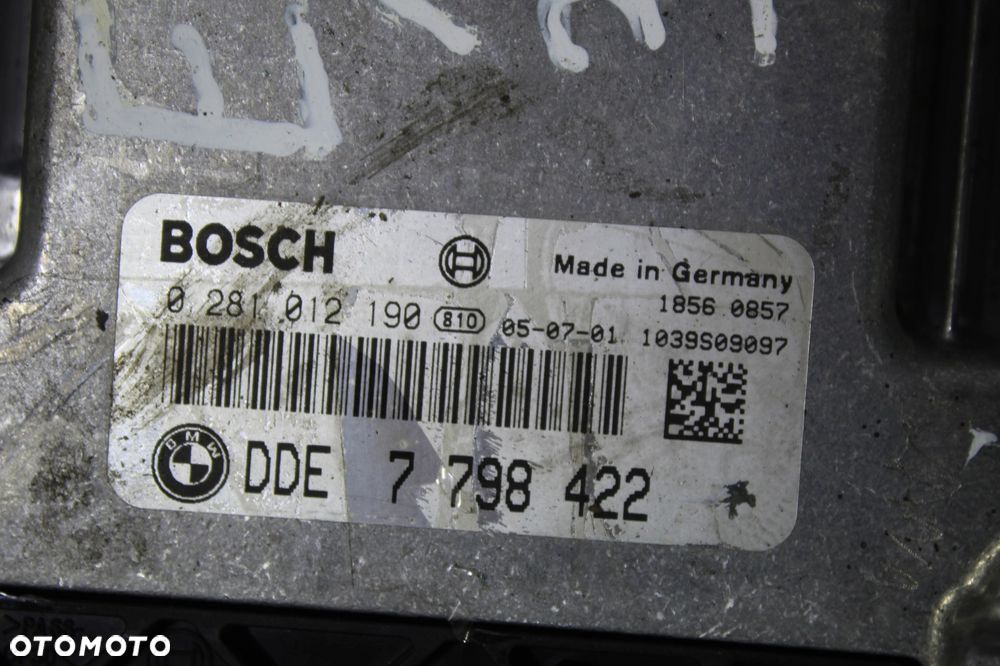 BOSCH
Made in Germany
1856 0857
0 281 012 190 810 05-07-01 1039S09097
BMW
DDE 7 798 422
OTOMOTO